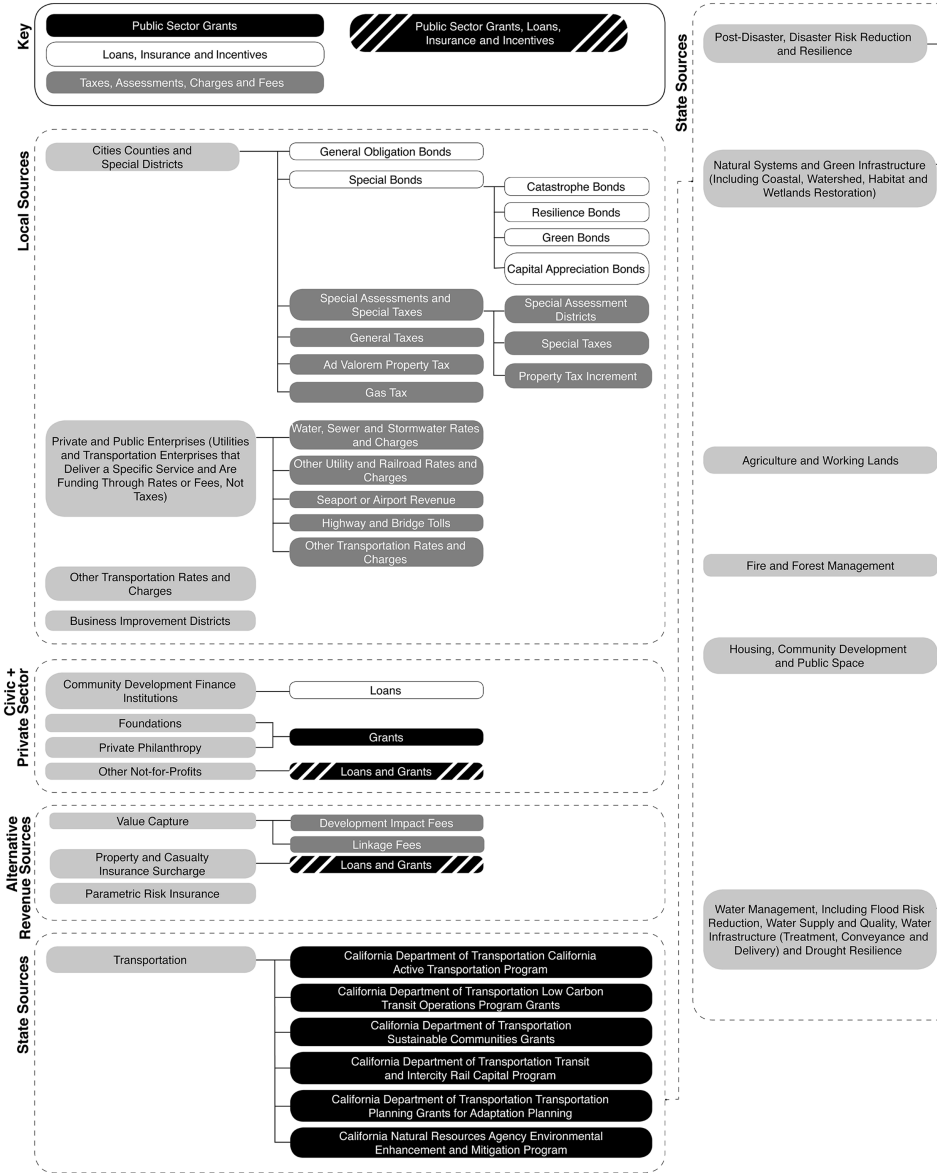 Key
Public Sector Grants
Loans, Insurance and Incentives
Taxes, Assessments, Charges and Fees
Public Sector Grants, Loans,
Insurance and Incentives
Local Sources
Cities Counties and
Special Districts
General Obligation Bonds
Special Bonds
Catastrophe Bonds
Resilience Bonds
Green Bonds
Capital Appreciation Bonds
Special Assessments and
Special Taxes
Special Assessment
Districts
General Taxes
Special Taxes
Ad Valorem Property Tax
Property Tax Increment
Gas Tax
Private and Public Enterprises (Utilities
and Transportation Enterprises that
Deliver a Specific Service and Are
Funding Through Rates or Fees, Not
Taxes)
Water, Sewer and Stormwater Rates
and Charges
Other Utility and Railroad Rates and
Charges
Seaport or Airport Revenue
Highway and Bridge Tolls
Other Transportation Rates and
Charges
Other Transportation Rates and
Charges
Business Improvement Districts
Civic +
Private Sector
Community Development Finance
Institutions
Loans
Foundations
Private Philanthropy
Grants
Other Not-for-Profits
Loans and Grants
Alternative
Revenue Sources
Value Capture
Development Impact Fees
Linkage Fees
Property and Casualty
Insurance Surcharge
Loans and Grants
Parametric Risk Insurance
State Sources
Transportation
California Department of Transportation California
Active Transportation Program
California Department of Transportation Low Carbon
Transit Operations Program Grants
California Department of Transportation
Sustainable Communities Grants
California Department of Transportation Transit
and Intercity Rail Capital Program
California Department of Transportation Transportation
Planning Grants for Adaptation Planning
California Natural Resources Agency Environmental
Enhancement and Mitigation Program
State Sources
Post-Disaster, Disaster Risk Reduction
and Resilience
Natural Systems and Green Infrastructure
(Including Coastal, Watershed, Habitat and
Wetlands Restoration)
Agriculture and Working Lands
Fire and Forest Management
Housing, Community Development
and Public Space
Water Management, Including Flood Risk
Reduction, Water Supply and Quality, Water
Infrastructure (Treatment, Conveyance and
Delivery) and Drought Resilience